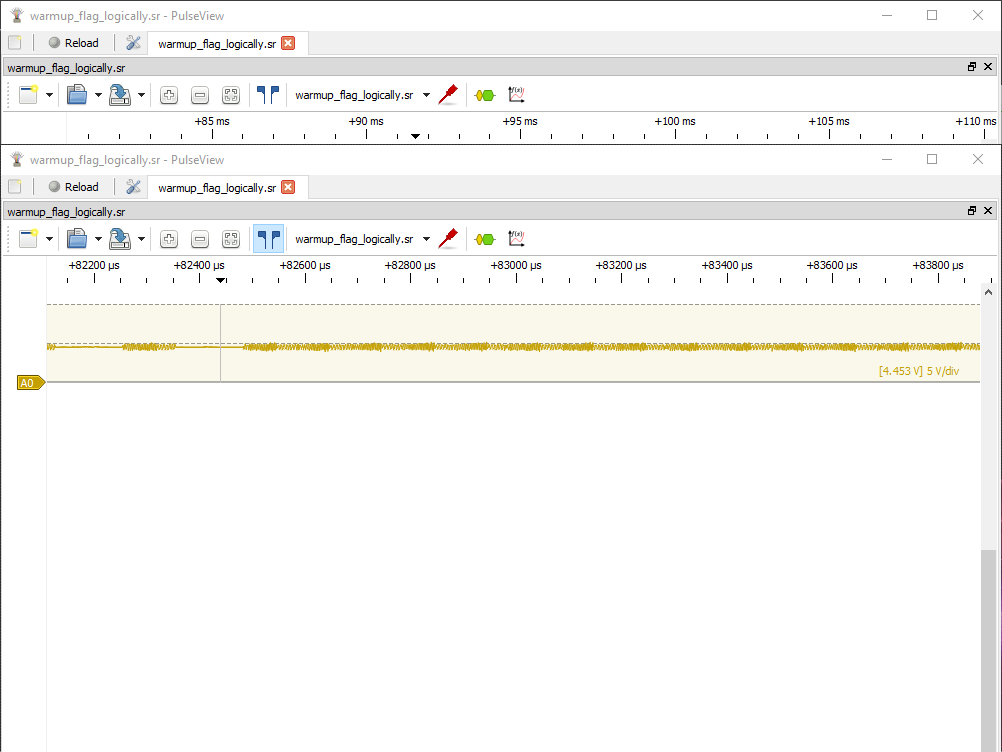 warmup_flag_logically.sr - PulseView
Reload warmup_flag_logically.sr
warmup_flag_logically.sr
warmup_flag_logically.sr f(x)
+85 ms +90 ms +95 ms +100 ms +105 ms +110 ms
warmup_flag_logically.sr - PulseView
Reload warmup_flag_logically.sr
warmup_flag_logically.sr
warmup_flag_logically.sr f(x)
+82200 µs +82400 µs +82600 µs +82800 µs +83000 µs +83200 µs +83400 µs +83600 µs +83800 µs
[4.453 V] 5 V/div
A0